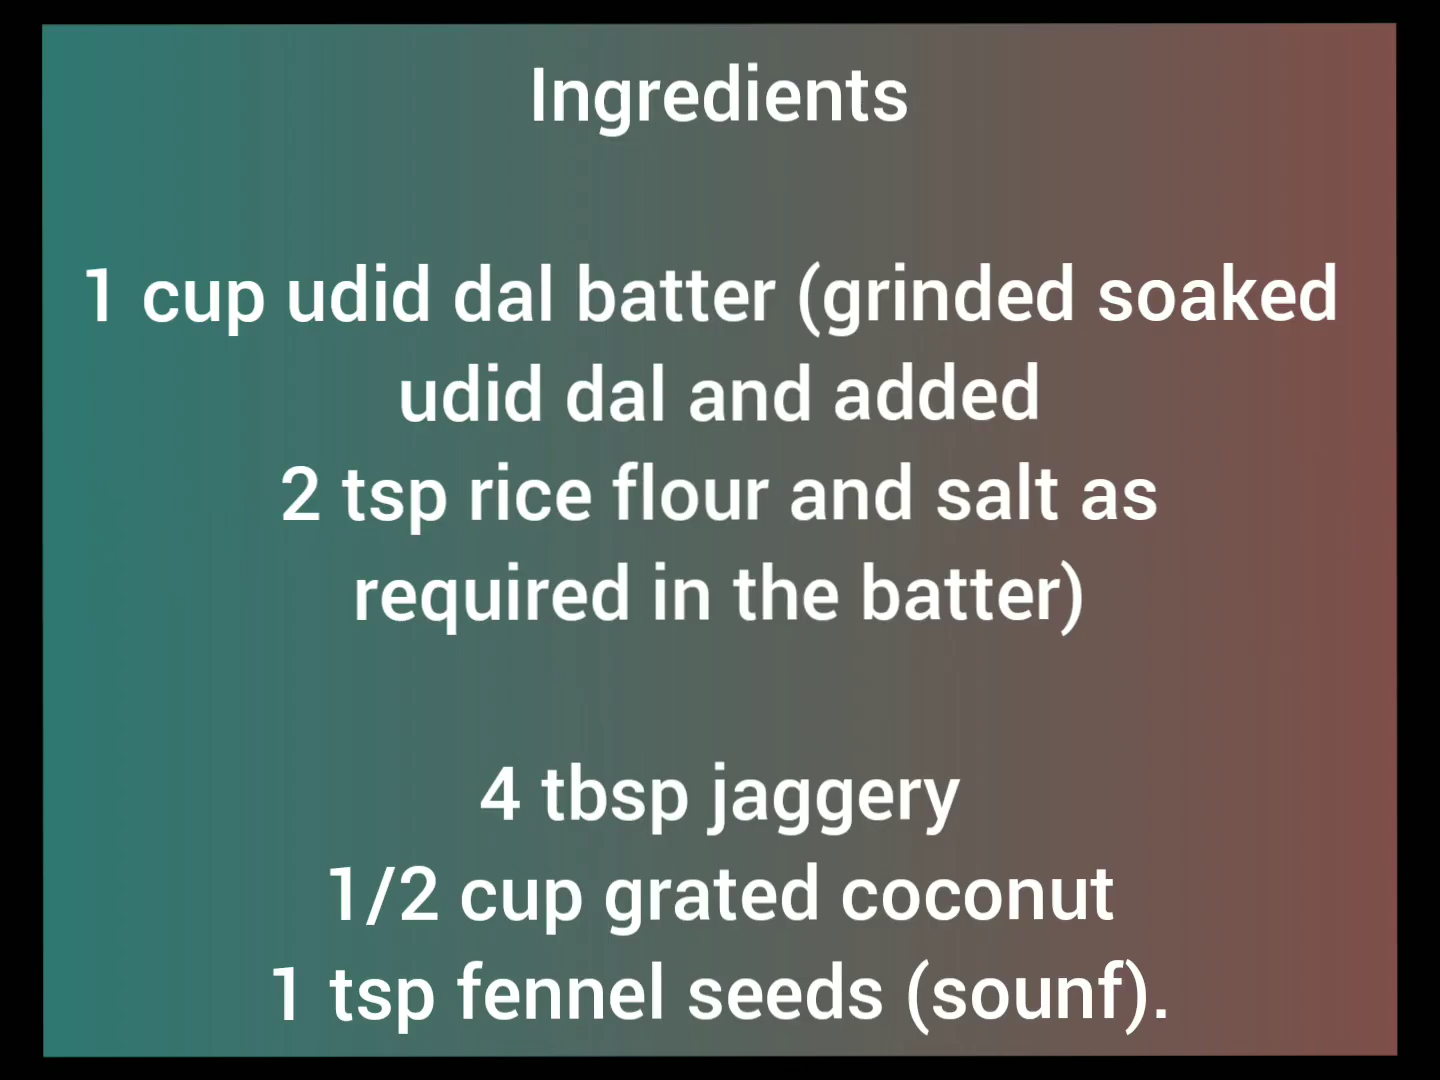 Ingredients
1 cup udid dal batter (grinded soaked
udid dal and added
2 tsp rice flour and salt as
required in the batter)
4 tbsp jaggery
1/2 cup grated coconut
1 tsp fennel seeds (sounf).